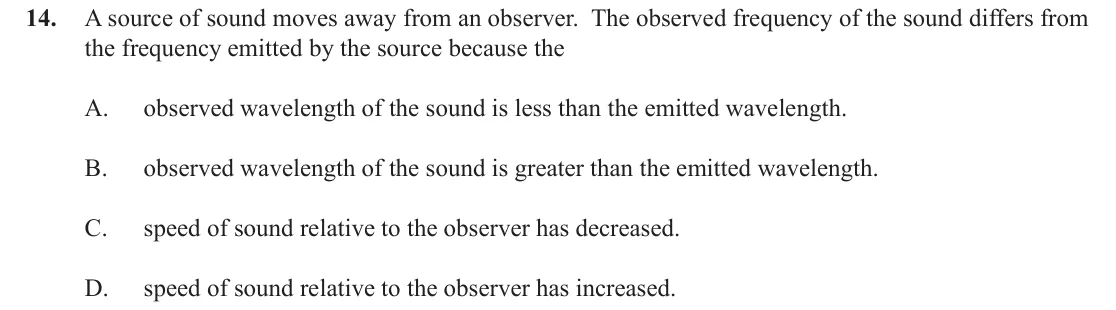 14. A source of sound moves away from an observer. The observed frequency of the sound differs from
the frequency emitted by the source because the
A. observed wavelength of the sound is less than the emitted wavelength.
B. observed wavelength of the sound is greater than the emitted wavelength.
C. speed of sound relative to the observer has decreased.
D. speed of sound relative to the observer has increased.